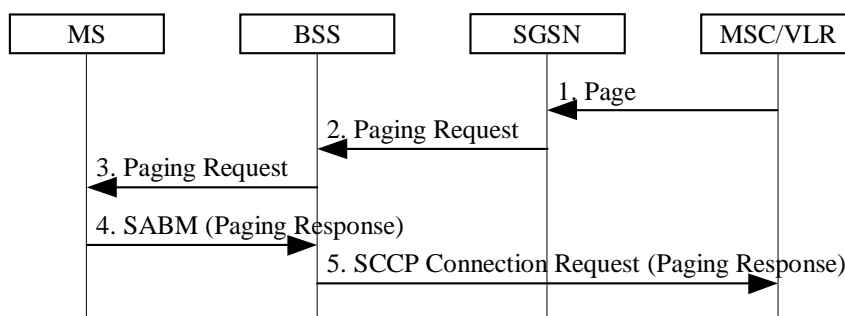 MS
BSS
SGSN
MSC/VLR
1. Page
2. Paging Request
3. Paging Request
4. SABM (Paging Response)
5. SCCP Connection Request (Paging Response)